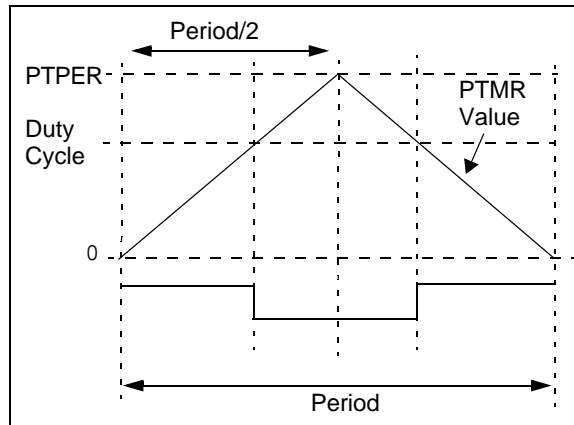 Period/2
PTPER
PTMR
Value
Duty
Cycle
0
Period